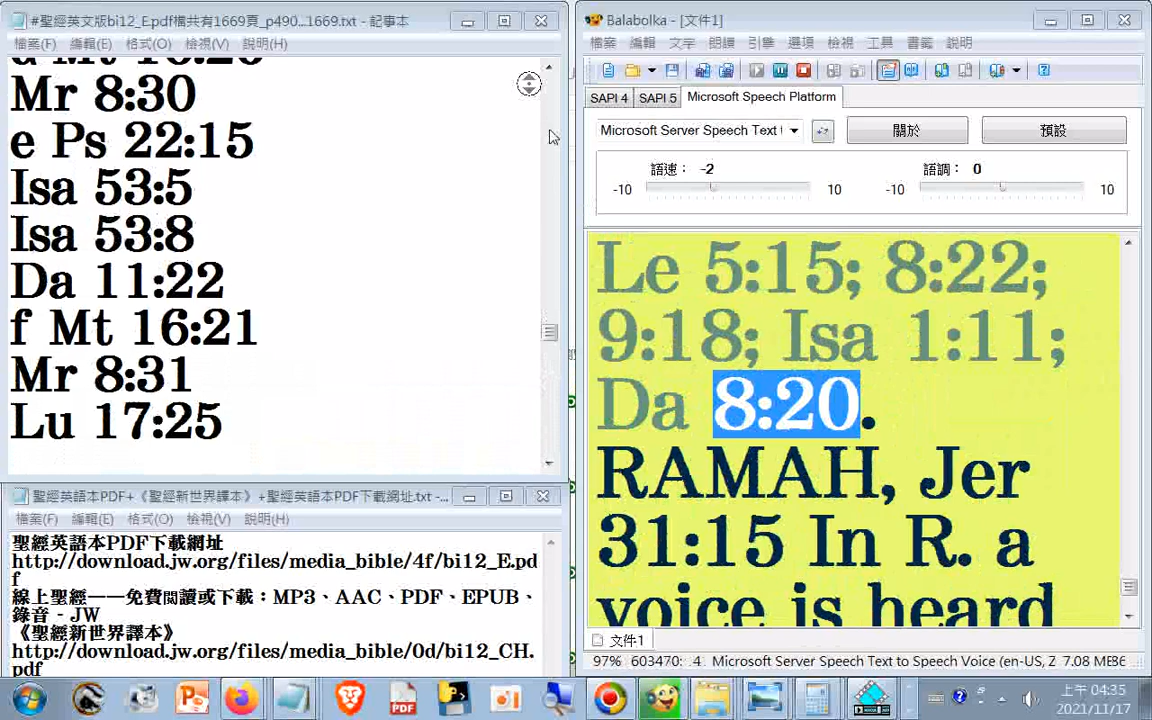 #聖經英文版bi12_E.pdf檔共有1669頁_p490...1669.txt - 記事本
檔案(F) 編輯(E) 格式(O) 檢視(V) 說明(H)
Mr 8:30
e Ps 22:15
Isa 53:5
Isa 53:8
Da 11:22
f Mt 16:21
Mr 8:31
Lu 17:25
聖經英語本PDF+《聖經新世界譯本》+聖經英語本PDF下載網址.txt -...
檔案(F) 編輯(E) 格式(O) 檢視(V) 說明(H)
聖經英語本PDF下載網址
http://download.jw.org/files/media_bible/4f/bi12_E.pd
f
線上聖經——免費閱讀或下載：MP3、AAC、PDF、EPUB、
錄音 - JW
《聖經新世界譯本》
http://download.jw.org/files/media_bible/0d/bi12_CH.
pdf
Balabolka - [文件1]
檔案 編輯 文字 朗讀 引擎 選項 檢視 工具 書籤 說明
SAPI 4 SAPI 5 Microsoft Speech Platform
Microsoft Server Speech Text 關於 預設
語速： -2 語調： 0
-10 10 -10 10
Le 5:15; 8:22;
9:18; Isa 1:11;
Da 8:20.
RAMAH, Jer
31:15 In R. a
voice is heard
文件1
97% 603470: .4 Microsoft Server Speech Text to Speech Voice (en-US, Z 7.08 MB
上午 04:35
2021/11/17